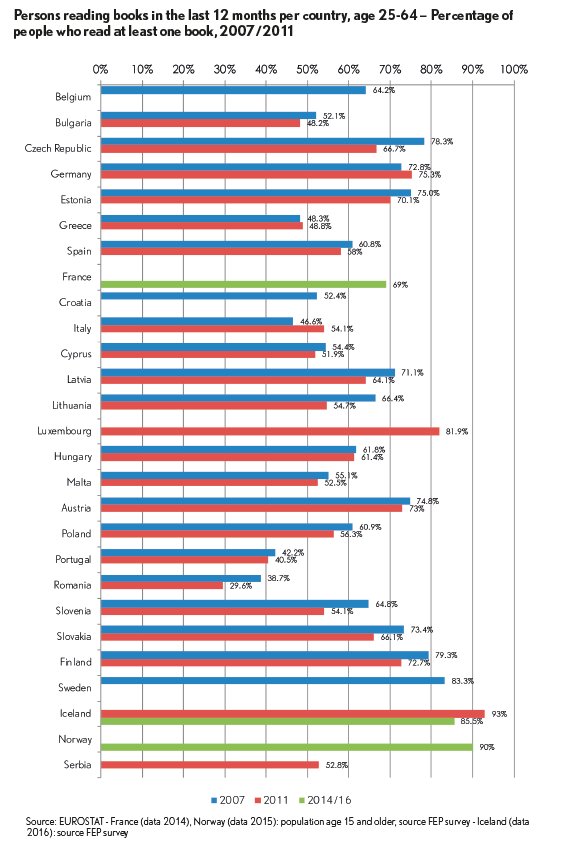 Persons reading books in the last 12 months per country, age 25-64 – Percentage of
people who read at least one book, 2007/2011
0% 10% 20% 30% 40% 50% 60% 70% 80% 90% 100%
Belgium 64.2%
Bulgaria 52.1%
48.2%
Czech Republic 78.3%
66.7%
Germany 72.8%
75.3%
Estonia 75.0%
70.1%
Greece 48.3%
48.8%
Spain 60.8%
58%
France
69%
Croatia 52.4%
Italy 46.6%
54.1%
Cyprus 54.4%
51.9%
Latvia 71.1%
64.1%
Lithuania 66.4%
54.7%
Luxembourg 81.9%
Hungary 61.8%
61.4%
Malta 55.1%
52.5%
Austria 74.8%
73%
Poland 60.9%
56.3%
Portugal 42.2%
40.5%
Romania 38.7%
29.6%
Slovenia 64.8%
54.1%
Slovakia 73.4%
66.1%
Finland 79.3%
72.7%
Sweden 83.3%
Iceland 93%
85.5%
Norway
90%
Serbia 52.8%
2007 2011 2014/16
Source: EUROSTAT - France (data 2014), Norway (data 2015): population age 15 and older, source FEP survey - Iceland (data
2016): source FEP survey